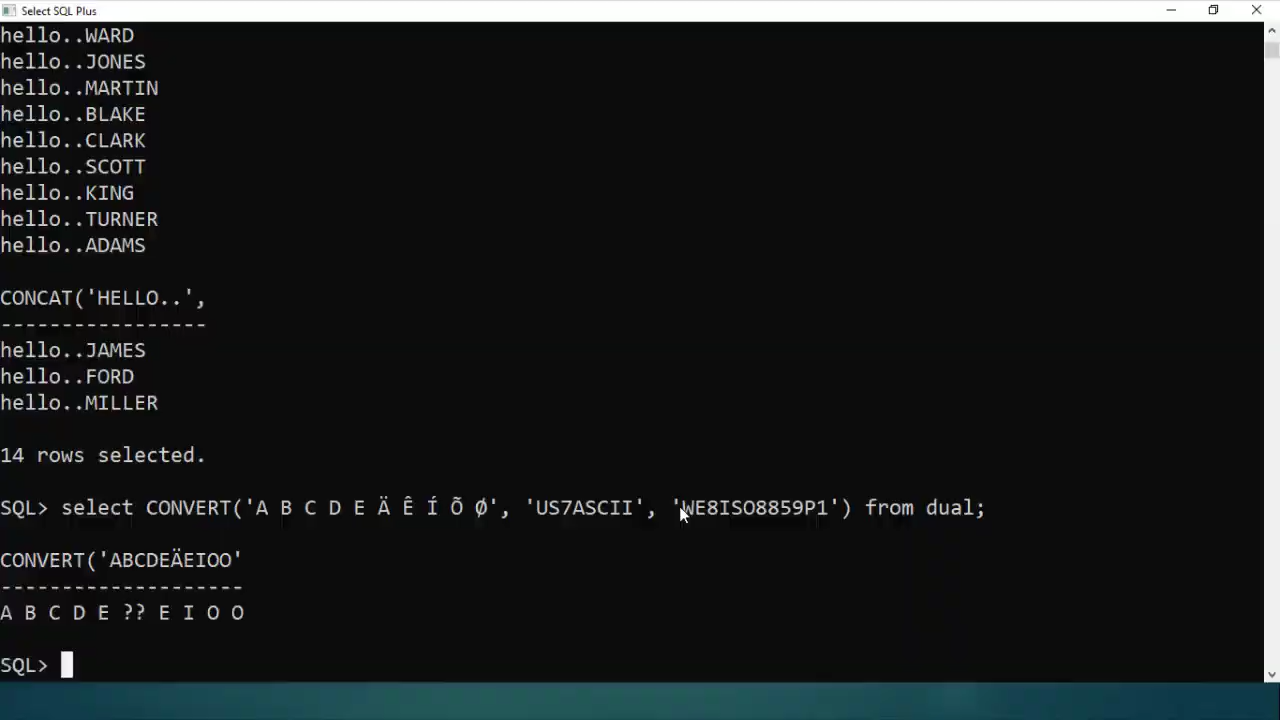 Select SQL Plus
hello..WARD
hello..JONES
hello..MARTIN
hello..BLAKE
hello..CLARK
hello..SCOTT
hello..KING
hello..TURNER
hello..ADAMS
CONCAT('HELLO..',
-----------------
hello..JAMES
hello..FORD
hello..MILLER
14 rows selected.
SQL> select CONVERT('A B C D E Ä Ê Í Õ Ø', 'US7ASCII', 'WE8ISO8859P1') from dual;
CONVERT('ABCDEÄEIOO'
--------------------
A B C D E ?? E I O O
SQL>